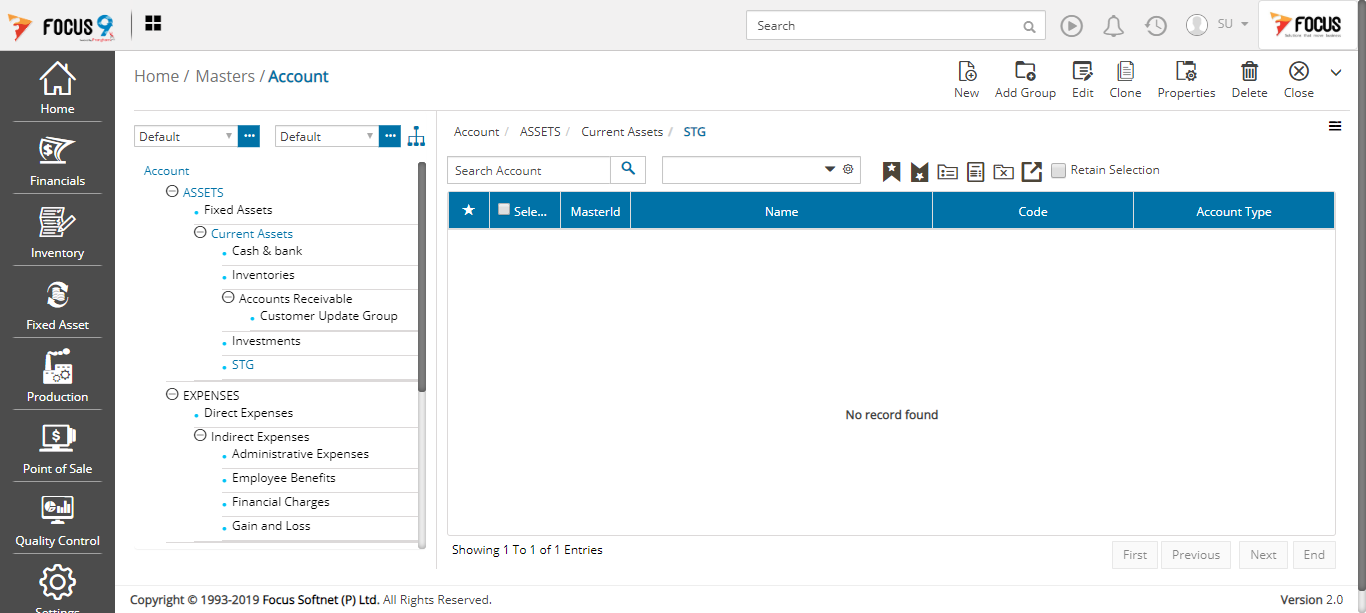 FOCUS 9
Search
SU
FOCUS
Home
Financials
Inventory
Fixed Asset
Production
Point of Sale
Quality Control
Settings
Home / Masters / Account
New
Add Group
Edit
Clone
Properties
Delete
Close
Default
Default
Account
ASSETS
Fixed Assets
Current Assets
Cash & bank
Inventories
Accounts Receivable
Customer Update Group
Investments
STG
EXPENSES
Direct Expenses
Indirect Expenses
Administrative Expenses
Employee Benefits
Financial Charges
Gain and Loss
Account / ASSETS / Current Assets / STG
Search Account
Retain Selection
Sele... MasterId Name Code Account Type
No record found
Showing 1 To 1 of 1 Entries
First Previous Next End
Copyright © 1993-2019 Focus Softnet (P) Ltd. All Rights Reserved.
Version 2.0